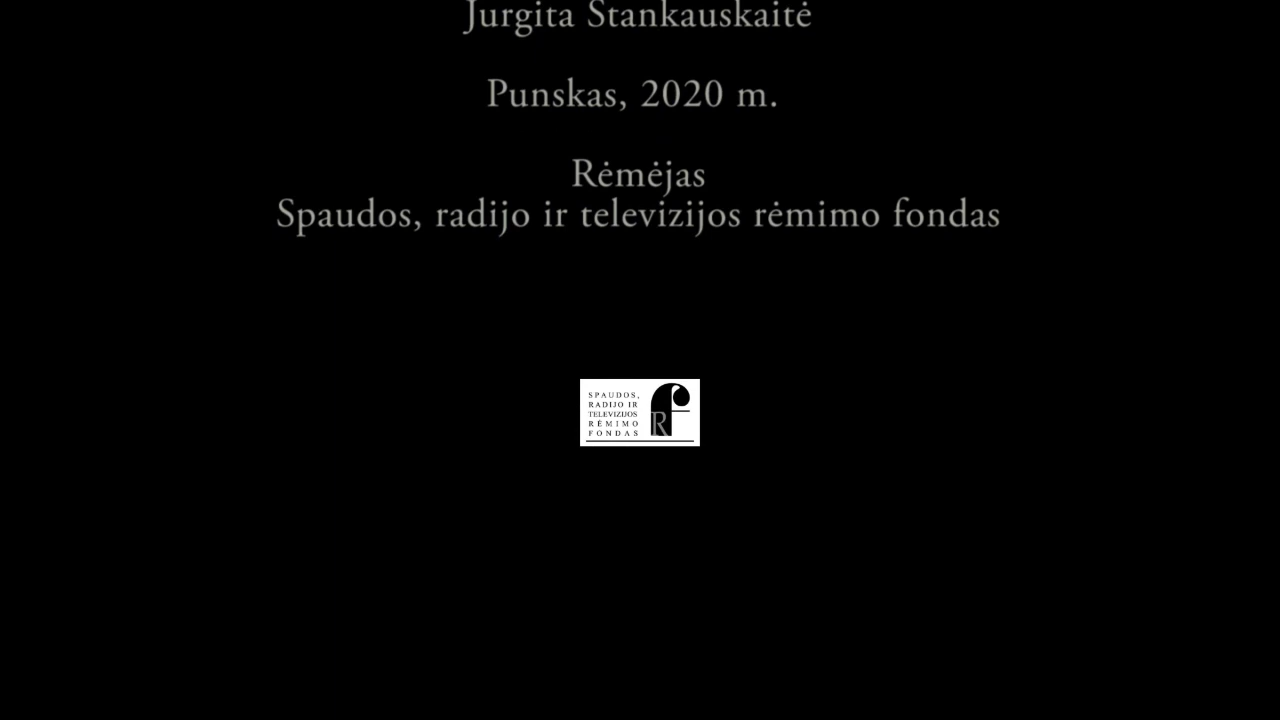 Jurgita Stankauskaitė
Punskas, 2020 m.
Rėmėjas
Spaudos, radijo ir televizijos rėmimo fondas
SPAUDOS,
RADIJO IR
TELEVIZIJOS
RĖMIMO
FONDAS
R